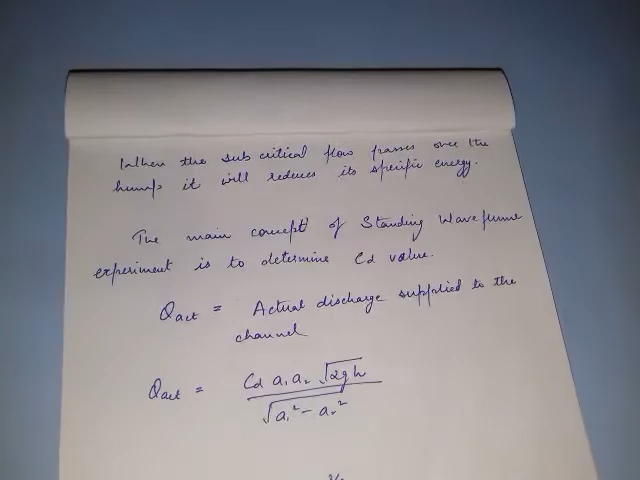 When the sub critical flow passes over the
hump it will reduces its specific energy.
The main concept of Standing Wave flume
experiment is to determine Cd value.
Qact = Actual discharge supplied to the
channel
Qact = Cd a₁ a₂ √2gh / √a₁² - a₂²